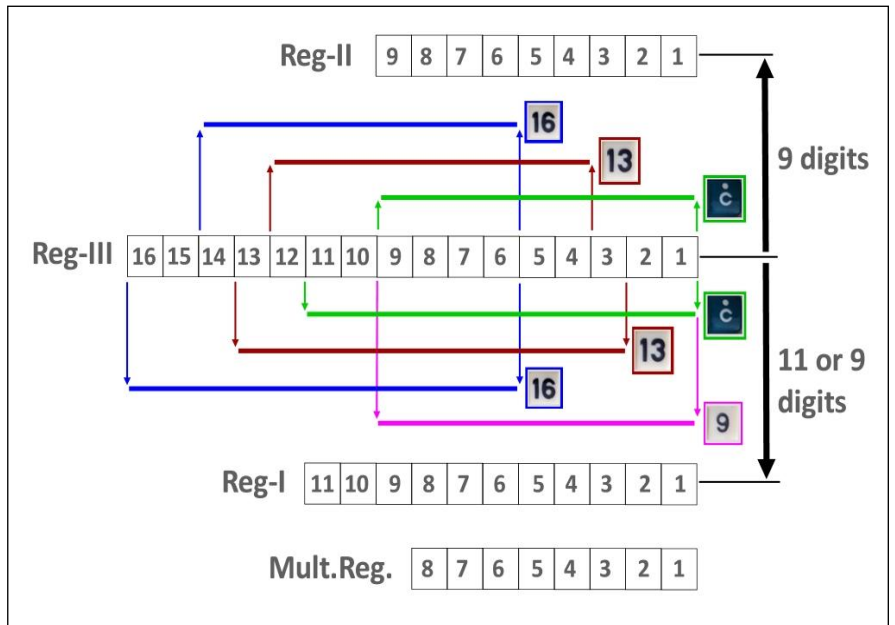 Reg-II 9 8 7 6 5 4 3 2 1
16
13
9 digits
ċ
Reg-III 16 15 14 13 12 11 10 9 8 7 6 5 4 3 2 1
ċ
13
11 or 9
digits
16
9
Reg-I 11 10 9 8 7 6 5 4 3 2 1
Mult.Reg. 8 7 6 5 4 3 2 1